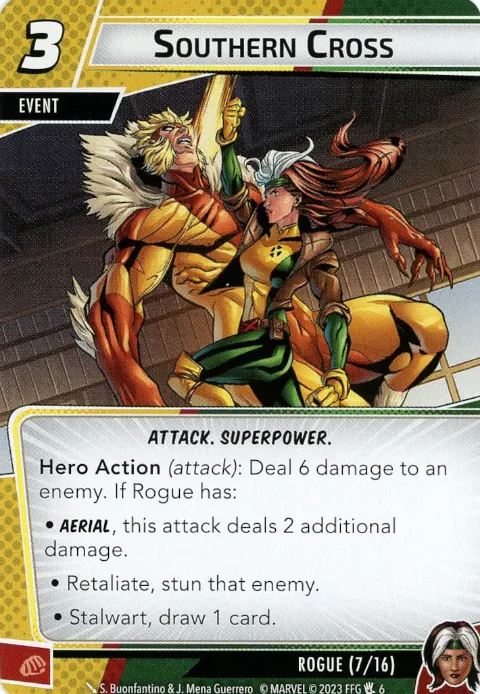 3
SOUTHERN CROSS
EVENT
ATTACK. SUPERPOWER.
Hero Action (attack): Deal 6 damage to an
enemy. If Rogue has:
• AERIAL, this attack deals 2 additional
damage.
• Retaliate, stun that enemy.
• Stalwart, draw 1 card.
ROGUE (7/16)
S. Buonfantino & J. Mena Guerrero © MARVEL © 2023 FFG 6